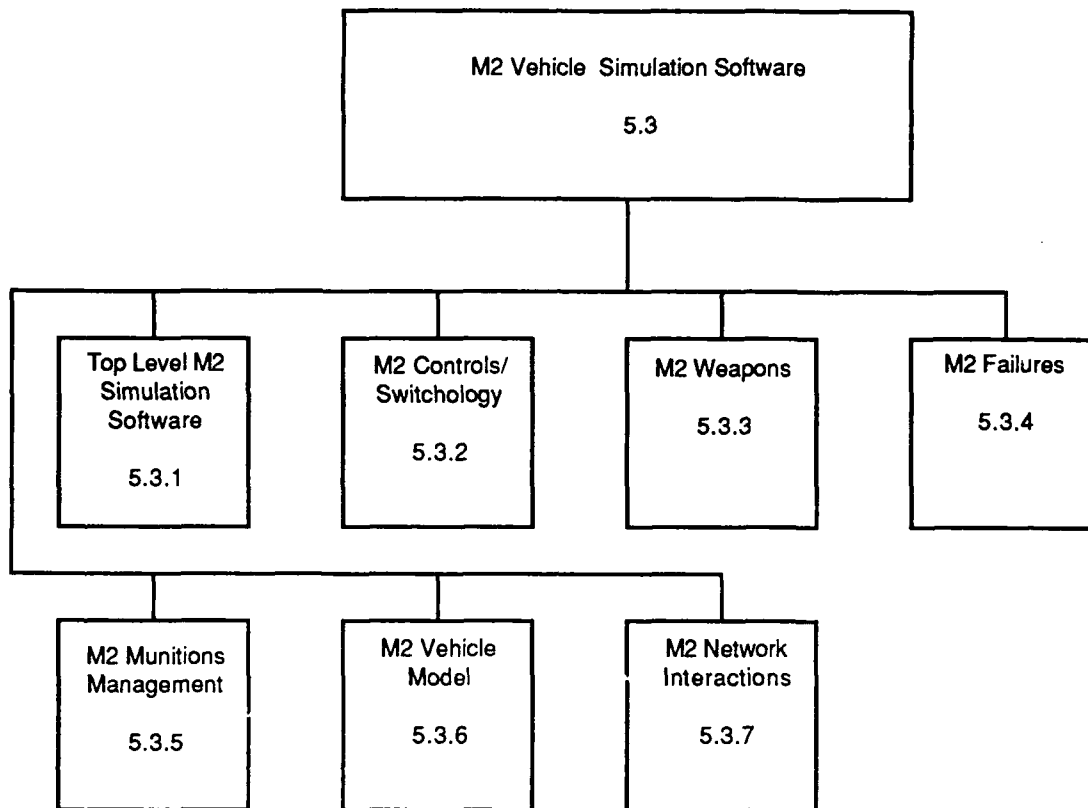 M2 Vehicle Simulation Software
5.3
Top Level M2
Simulation
Software
5.3.1
M2 Controls/
Switchology
5.3.2
M2 Weapons
5.3.3
M2 Failures
5.3.4
M2 Munitions
Management
5.3.5
M2 Vehicle
Model
5.3.6
M2 Network
Interactions
5.3.7